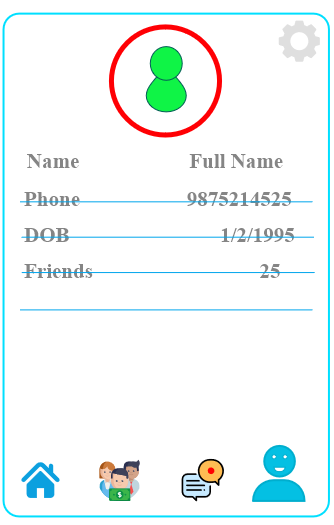 Name Full Name
Phone 9875214525
DOB 1/2/1995
Friends 25
$